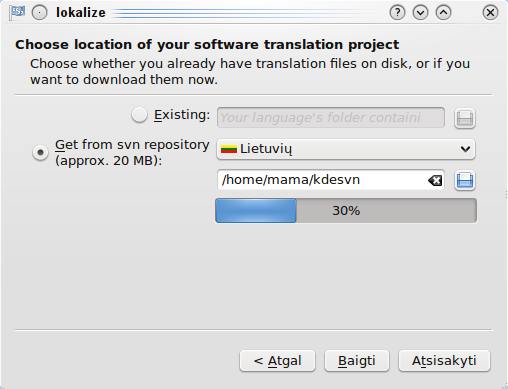 lokalize
Choose location of your software translation project
Choose whether you already have translation files on disk, or if you
want to download them now.
Existing:
Your language's folder containi
Get from svn repository
(approx. 20 MB):
Lietuvių
/home/mama/kdesvn
30%
< Atgal
Baigti
Atsisakyti